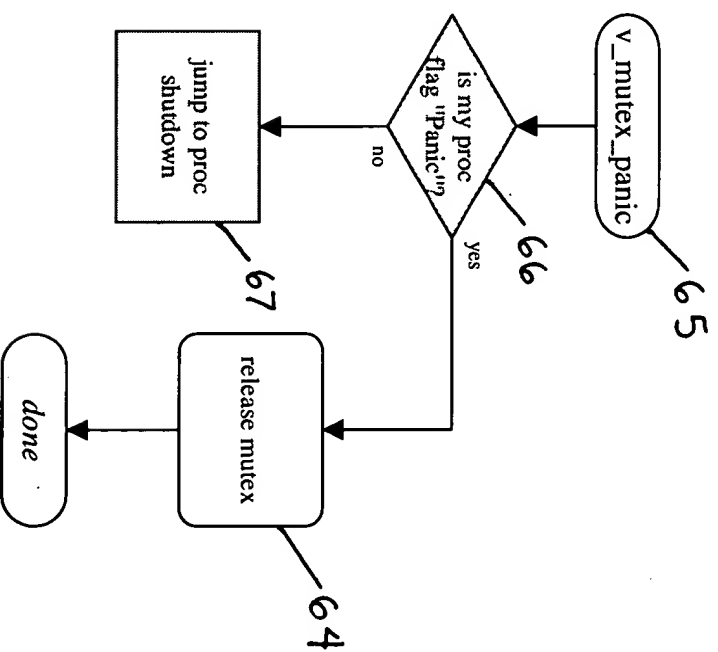 v_mutex_panic
65
is my proc
flag "Panic"?
66
yes
no
jump to proc
shutdown
67
release mutex
64
done